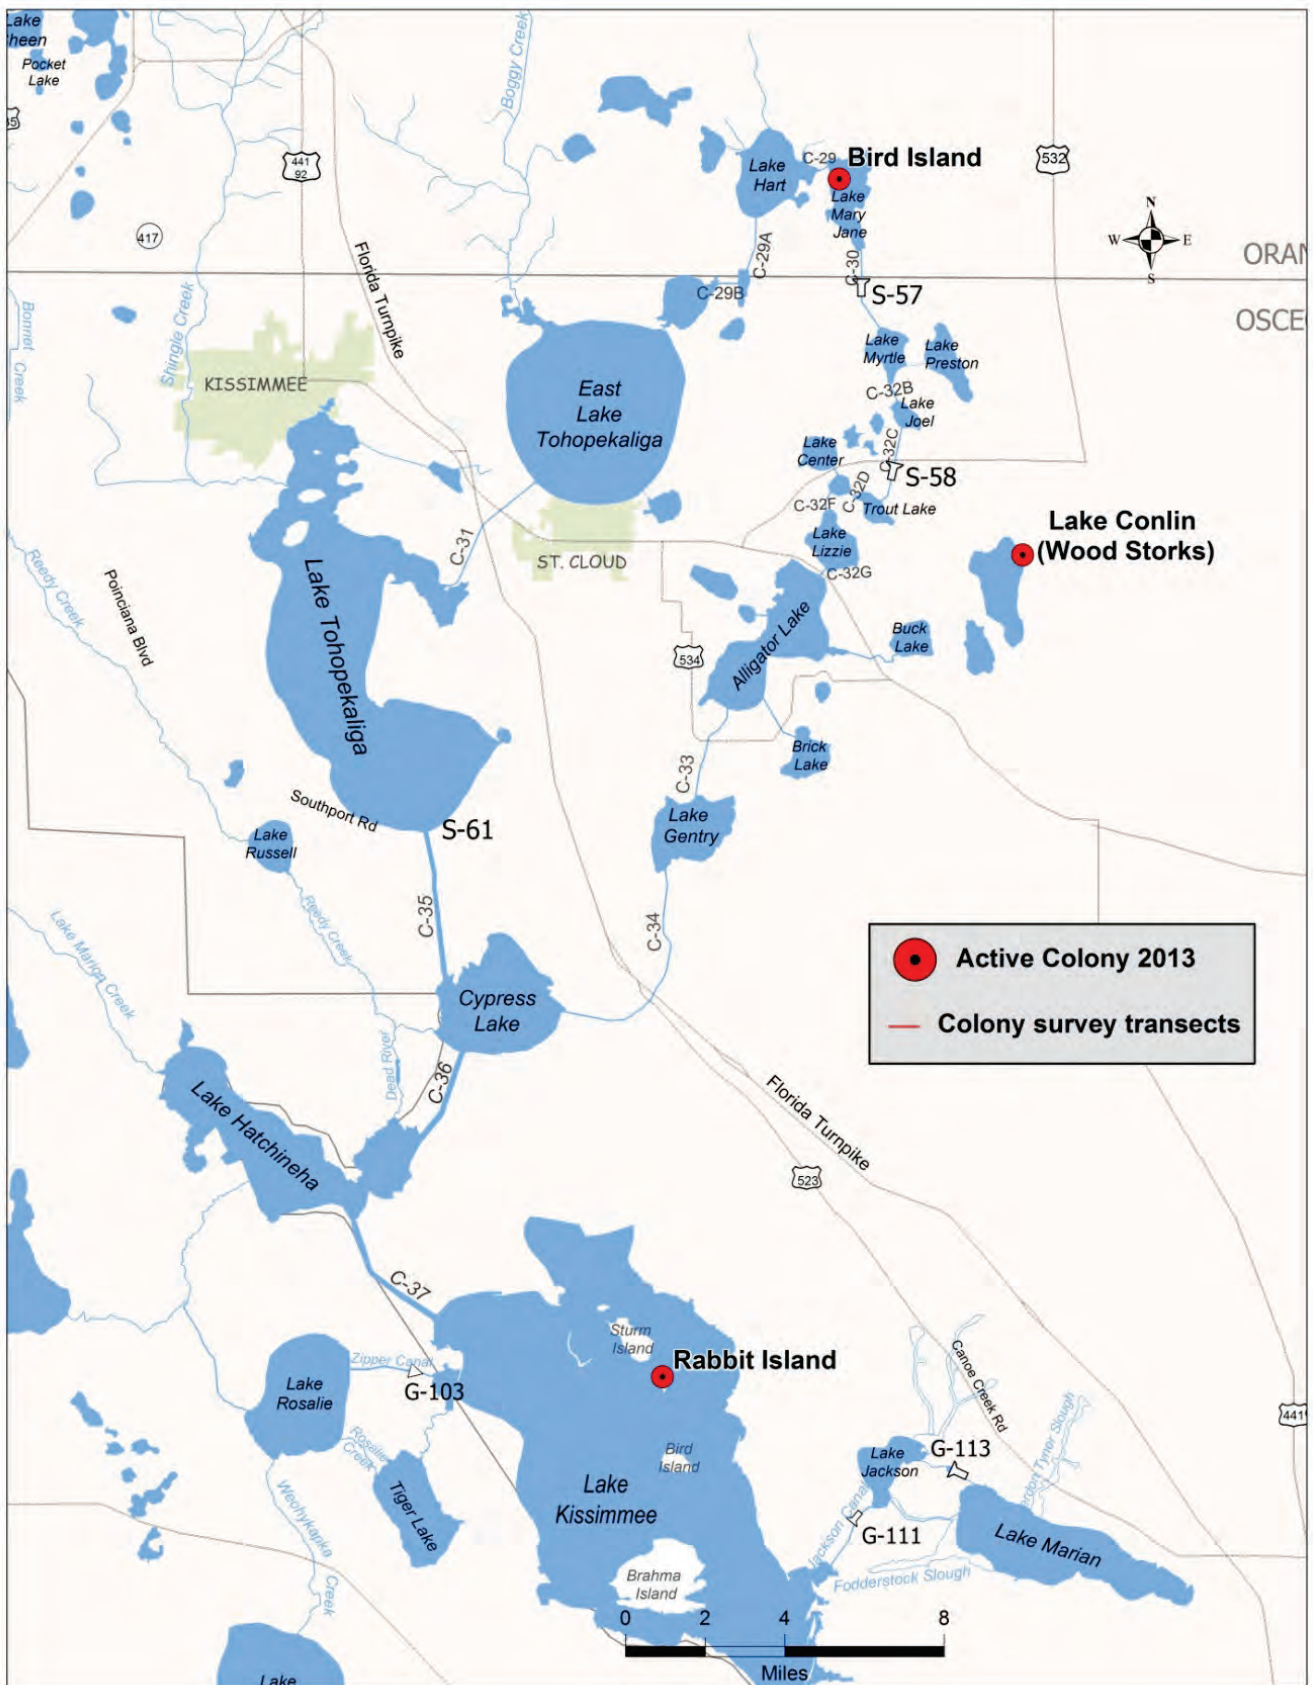 Lake
Sheen
Pocket
Lake
Boggy Creek
441
92
417
Shingle Creek
Florida Turnpike
Bonnet
Creek
KISSIMMEE
Lake
Hart
C-29
Bird Island
Lake
Mary
Jane
532
N
W
E
S
C-29A
C-29B
C-30
S-57
ORAN
OSCE
East
Lake
Tohopekaliga
Lake
Myrtle
Lake
Preston
C-32B
Lake
Joel
Lake
Center
C-32C
S-58
C-32D
C-32F
Trout Lake
Lake
Lizzie
C-32G
Lake Conlin
(Wood Storks)
C-31
ST. CLOUD
Reedy Creek
Poinciana Blvd
Lake Tohopekaliga
534
Alligator Lake
Buck
Lake
Brick
Lake
C-33
Southport Rd
S-61
Lake
Russell
Lake
Gentry
Reedy Creek
C-35
C-34
Lake Marion Creek
Cypress
Lake
Active Colony 2013
Colony survey transects
Dead River
C-36
Lake Hatchineha
Florida Turnpike
523
C-37
Sturm
Island
Rabbit Island
Zipper Canal
G-103
Lake
Rosalie
Rosalie
Creek
Tiger Lake
Weohykapka
Creek
Bird
Island
Lake
Kissimmee
Brahma
Island
Canoe Creek Rd
441
Lake
Jackson
G-113
Jackson Canal
G-111
Lake Marian
Fodderstock Slough
Tyner Slough
0 2 4 8
Miles
Lake